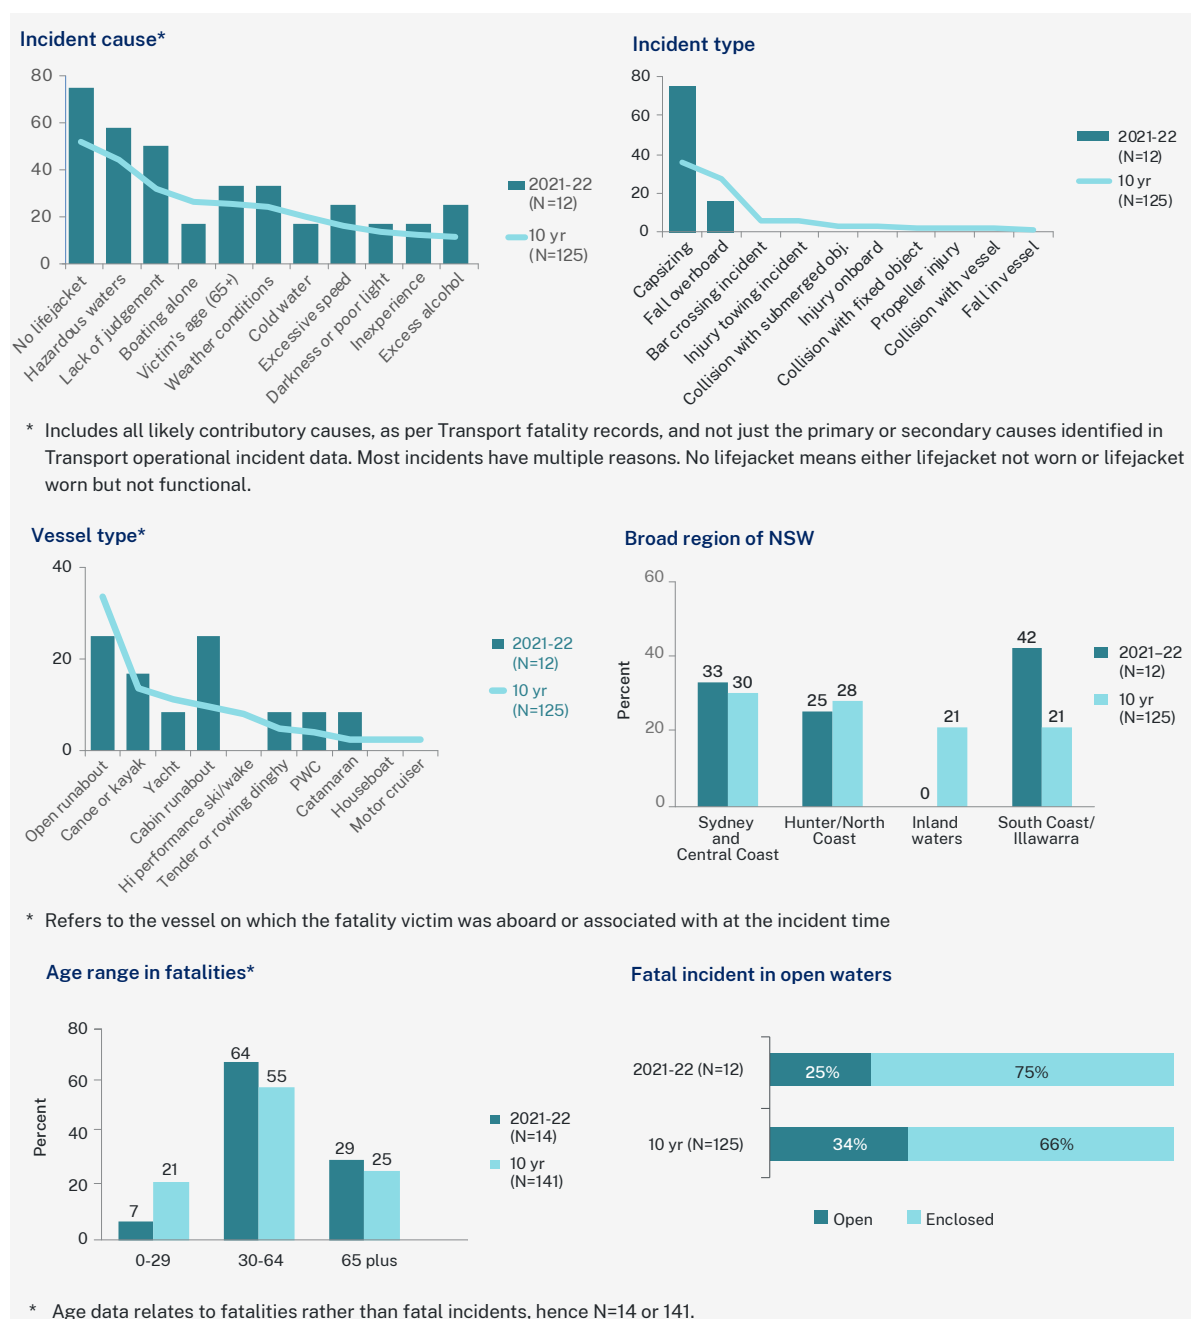 Incident cause*
80
60
40
20
0
No lifejacket
Hazardous waters
Lack of judgement
Boating alone
Victim's age (65+)
Weather conditions
Cold water
Excessive speed
Darkness or poor light
Inexperience
Excess alcohol
2021-22
(N=12)
10 yr
(N=125)
Incident type
80
60
40
20
0
Capsizing
Fall overboard
Bar crossing incident
Injury towing incident
Collision with submerged obj.
Injury onboard
Collision with fixed object
Propeller injury
Collision with vessel
Fall in vessel
2021-22
(N=12)
10 yr
(N=125)
* Includes all likely contributory causes, as per Transport fatality records, and not just the primary or secondary causes identified in
Transport operational incident data. Most incidents have multiple reasons. No lifejacket means either lifejacket not worn or lifejacket
worn but not functional.
Vessel type*
40
20
0
Open runabout
Canoe or kayak
Yacht
Cabin runabout
Hi performance ski/wake
Tender or rowing dinghy
PWC
Catamaran
Houseboat
Motor cruiser
2021-22
(N=12)
10 yr
(N=125)
Broad region of NSW
Percent
60
40
20
0
33
30
25
28
0
21
42
21
Sydney
and
Central Coast
Hunter/North
Coast
Inland
waters
South Coast/
Illawarra
2021–22
(N=12)
10 yr
(N=125)
* Refers to the vessel on which the fatality victim was aboard or associated with at the incident time
Age range in fatalities*
Percent
80
60
40
20
0
7
21
64
55
29
25
0-29
30-64
65 plus
2021-22
(N=14)
10 yr
(N=141)
Fatal incident in open waters
2021-22 (N=12)
25%
75%
10 yr (N=125)
34%
66%
Open
Enclosed
* Age data relates to fatalities rather than fatal incidents, hence N=14 or 141.